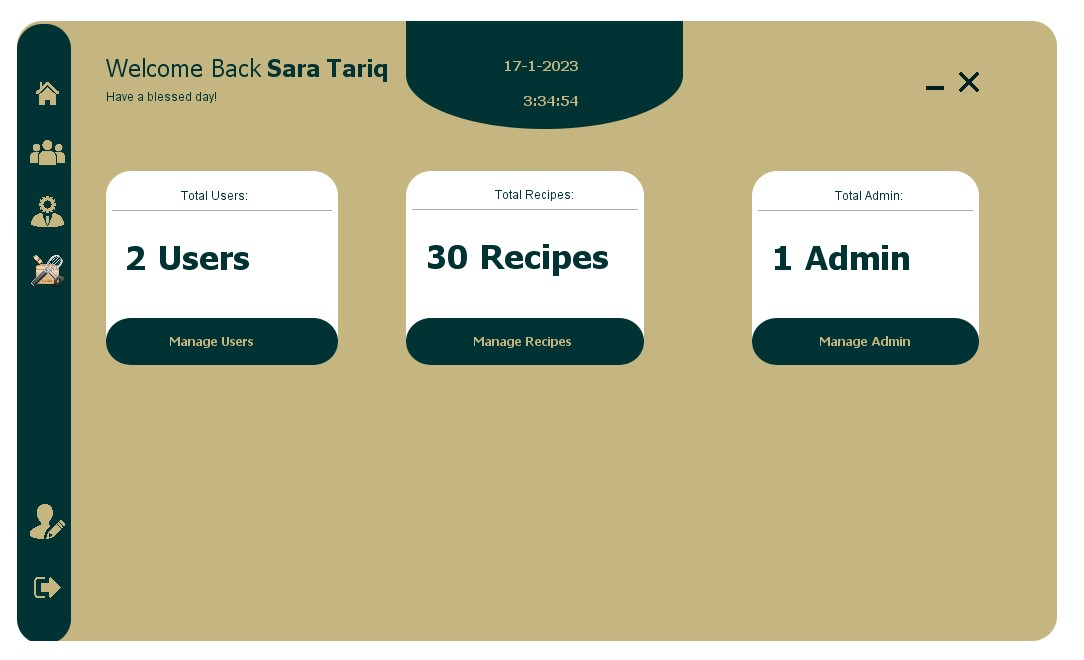 Welcome Back Sara Tariq
Have a blessed day!
17-1-2023
3:34:54
Total Users:
2 Users
Manage Users
Total Recipes:
30 Recipes
Manage Recipes
Total Admin:
1 Admin
Manage Admin